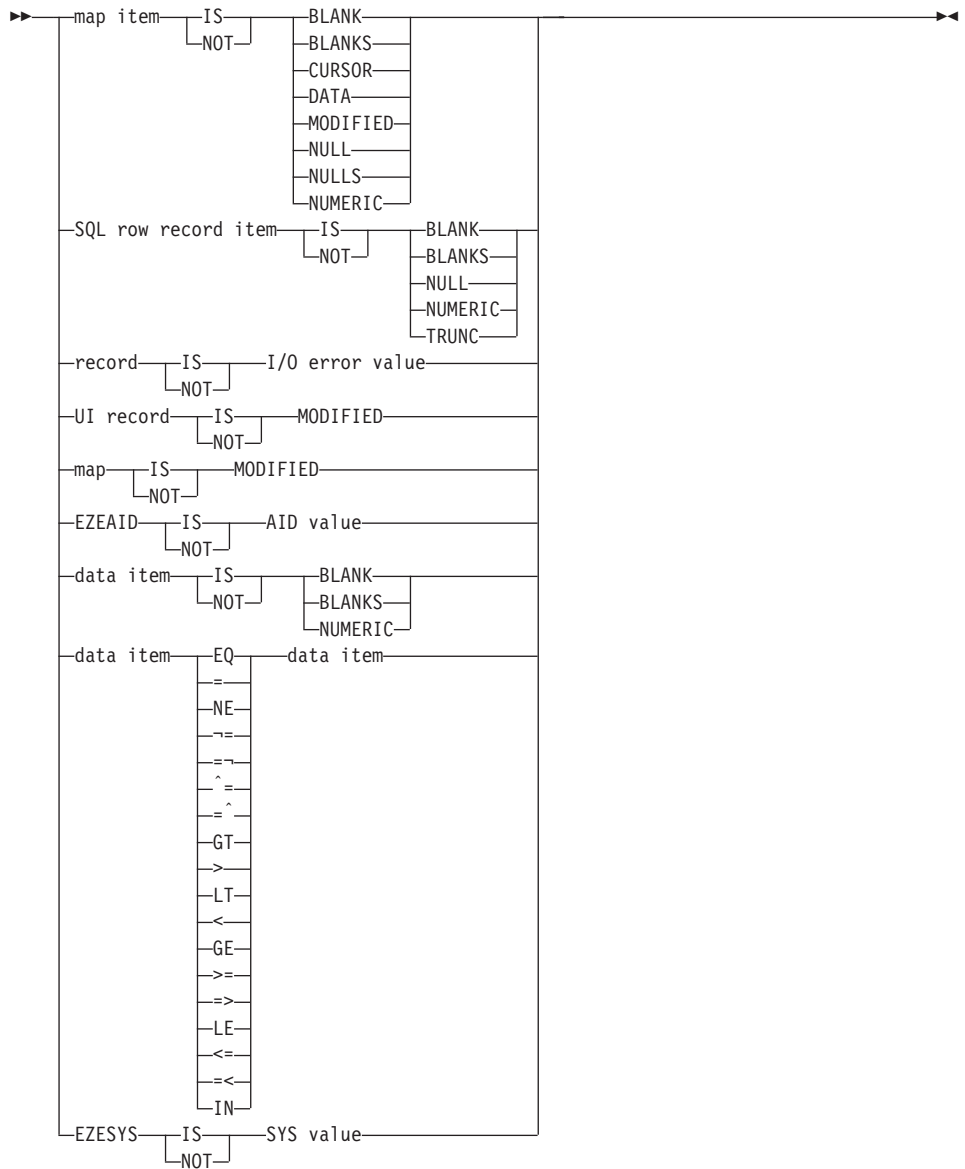 map item IS BLANK
NOT BLANKS
CURSOR
DATA
MODIFIED
NULL
NULLS
NUMERIC
SQL row record item IS BLANK
NOT BLANKS
NULL
NUMERIC
TRUNC
record IS I/O error value
NOT
UI record IS MODIFIED
NOT
map IS MODIFIED
NOT
EZEAID IS AID value
NOT
data item IS BLANK
NOT BLANKS
NUMERIC
data item EQ data item
=
NE
¬=
=¬
^=
=^
GT
>
LT
<
GE
>=
=>
LE
<=
=<
IN
EZESYS IS SYS value
NOT